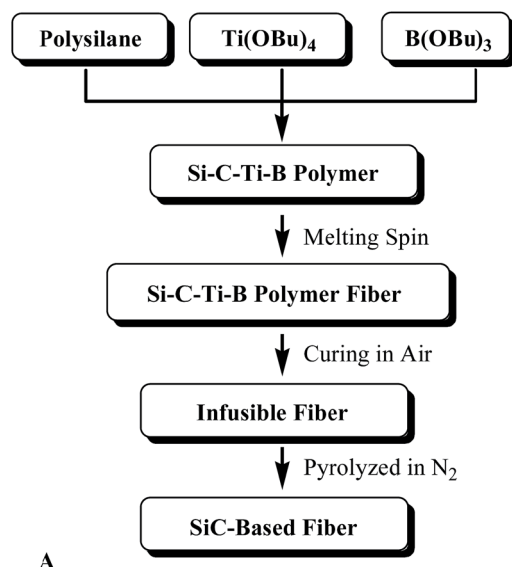 Polysilane Ti(OBu)₄ B(OBu)₃
Si-C-Ti-B Polymer
Melting Spin
Si-C-Ti-B Polymer Fiber
Curing in Air
Infusible Fiber
Pyrolyzed in N₂
SiC-Based Fiber
A